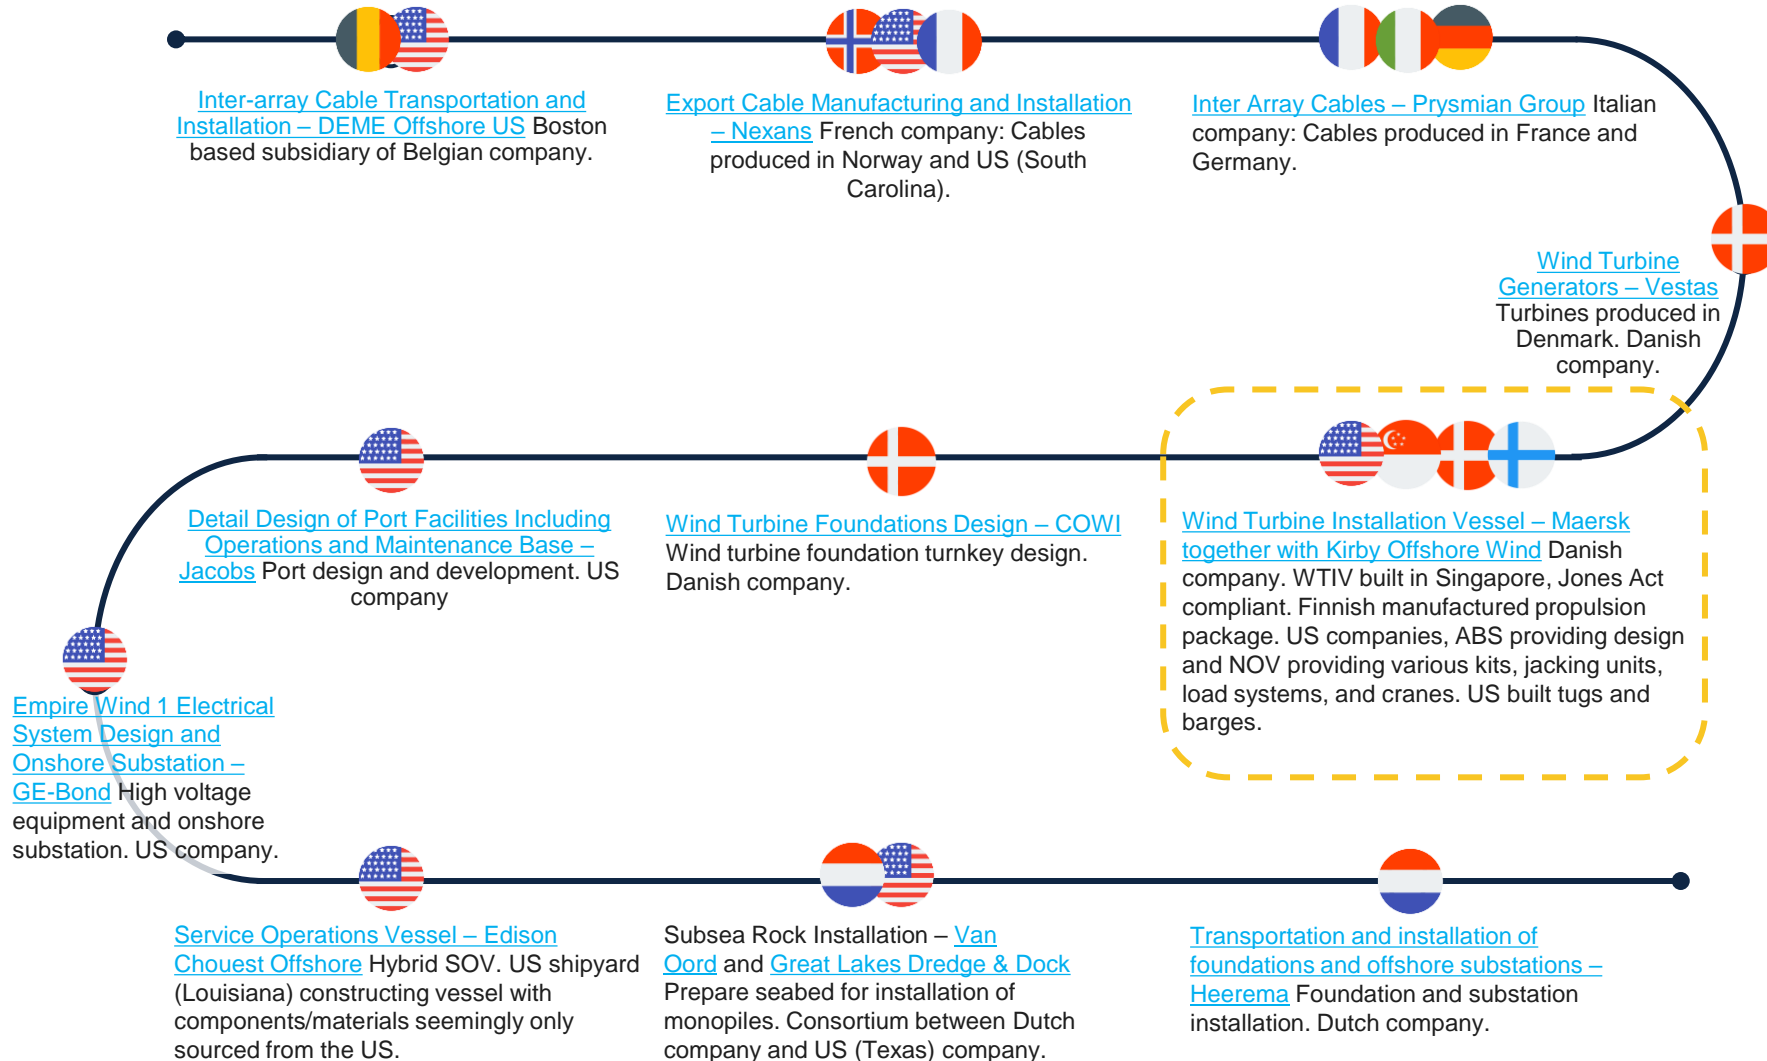 Inter-array Cable Transportation and
Installation – DEME Offshore US Boston
based subsidiary of Belgian company.
Export Cable Manufacturing and Installation
– Nexans French company: Cables
produced in Norway and US (South
Carolina).
Inter Array Cables – Prysmian Group Italian
company: Cables produced in France and
Germany.
Wind Turbine
Generators – Vestas
Turbines produced in
Denmark. Danish
company.
Wind Turbine Installation Vessel – Maersk
together with Kirby Offshore Wind Danish
company. WTIV built in Singapore, Jones Act
compliant. Finnish manufactured propulsion
package. US companies, ABS providing design
and NOV providing various kits, jacking units,
load systems, and cranes. US built tugs and
barges.
Wind Turbine Foundations Design – COWI
Wind turbine foundation turnkey design.
Danish company.
Detail Design of Port Facilities Including
Operations and Maintenance Base –
Jacobs Port design and development. US
company
Empire Wind 1 Electrical
System Design and
Onshore Substation –
GE-Bond High voltage
equipment and onshore
substation. US company.
Service Operations Vessel – Edison
Chouest Offshore Hybrid SOV. US shipyard
(Louisiana) constructing vessel with
components/materials seemingly only
sourced from the US.
Subsea Rock Installation – Van
Oord and Great Lakes Dredge & Dock
Prepare seabed for installation of
monopiles. Consortium between Dutch
company and US (Texas) company.
Transportation and installation of
foundations and offshore substations –
Heerema Foundation and substation
installation. Dutch company.